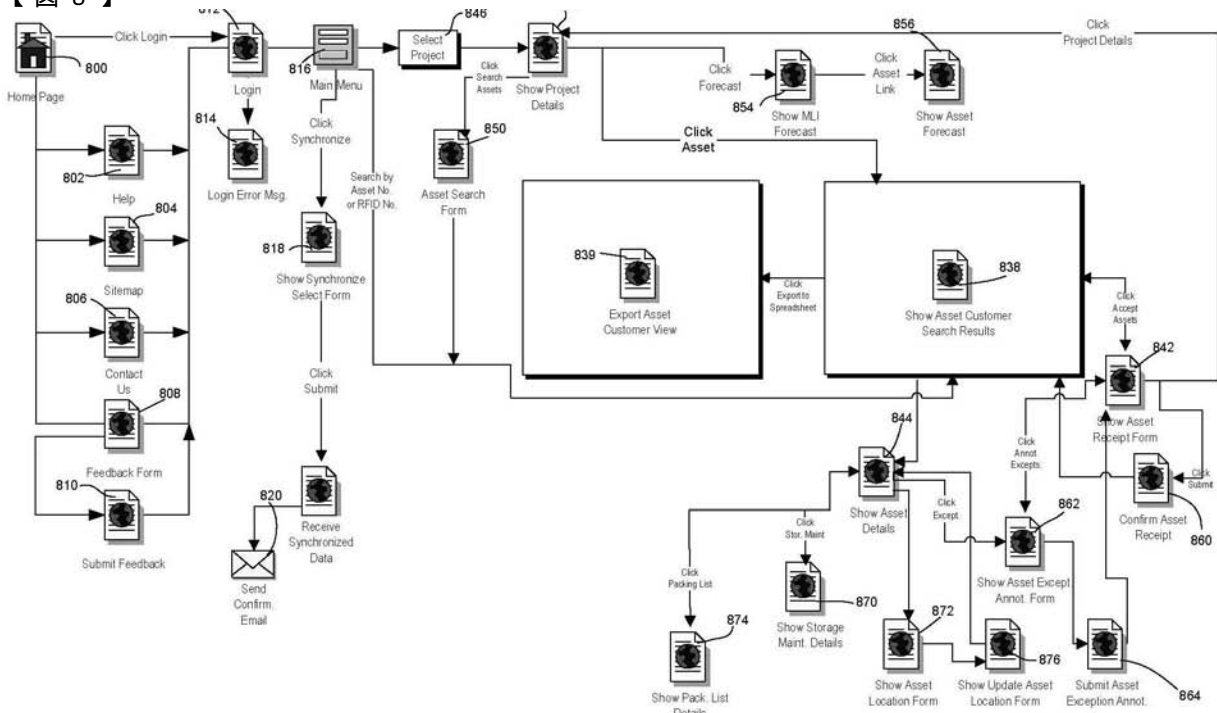 【図8】
812
846
856
Click
Project Details
Click Login
800
Home Page
Login
816
Main Menu
Select
Project
Click
Search
Assets
Show Project
Details
Click
Forecast
854
Show MLI
Forecast
Click
Asset
Link
Show Asset
Forecast
814
Login Error Msg.
Click
Synchronize
Search by
Asset No.
or RFID No.
850
Asset Search
Form
Click
Asset
802
Help
804
Sitemap
806
Contact
Us
808
Feedback Form
810
Submit Feedback
818
Show Synchronize
Select Form
Click
Submit
820
Receive
Synchronized
Data
Send
Confirm.
Email
839
Export Asset
Customer View
Click
Export to
Spreadsheet
838
Show Asset Customer
Search Results
Click
Accept
Assets
842
Show Asset
Receipt Form
Click
Submit
860
Confirm Asset
Receipt
844
Show Asset
Details
Click
Except.
Click
Annot.
Excepts.
862
Show Asset Except.
Annot. Form
Click
Stor. Maint
870
Show Storage
Maint. Details
Click
Packing List
874
Show Pack. List
Details
872
Show Asset
Location Form
876
Show Update Asset
Location Form
864
Submit Asset
Exception Annot.